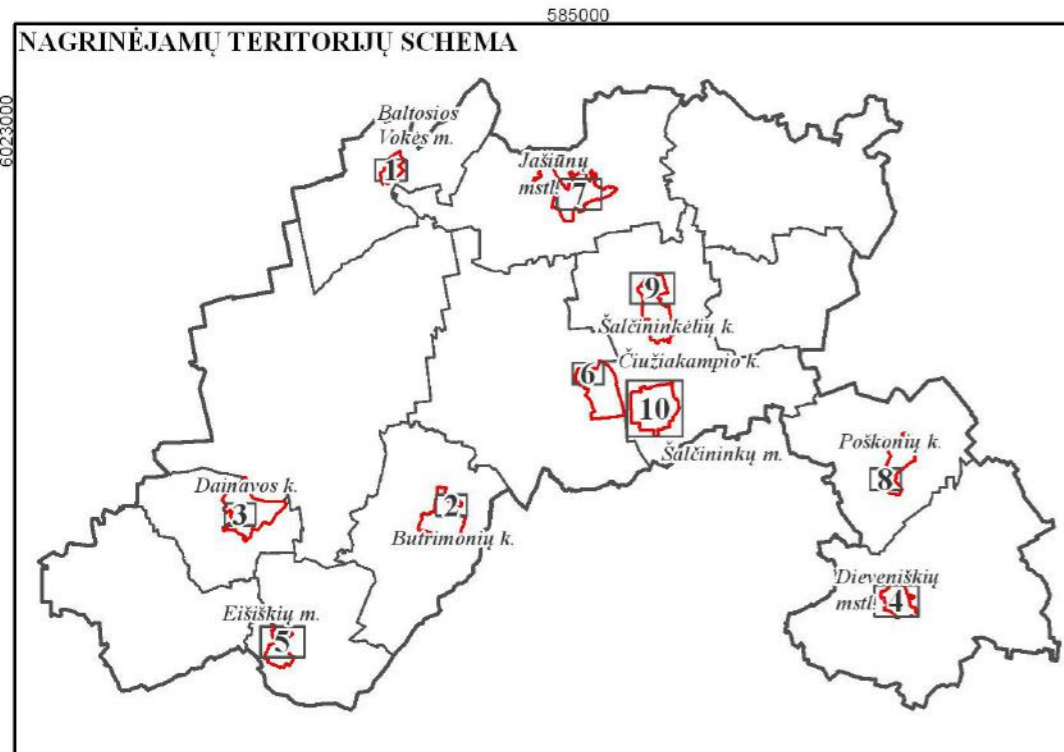 585000
6023000
NAGRINĖJAMŲ TERITORIJŲ SCHEMA
Baltosios
Vokės m.
1
Jašiūnų
mstl.
7
9
Šalčininkėlių k.
Čiužiakampio k.
6
10
Šalčininkų m.
Poškonių k.
8
Dainavos k.
3
2
Butrimonių k.
Dieveniškių
mstl.
4
Eišiškių m.
5